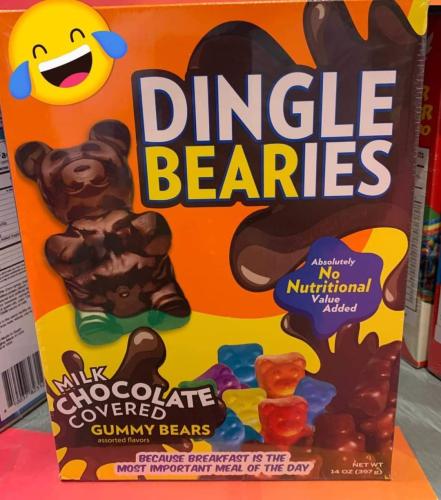 DINGLE
BEARIES
Absolutely
No
Nutritional
Value
Added
MILK
CHOCOLATE
COVERED
GUMMY BEARS
assorted flavors
BECAUSE BREAKFAST IS THE
MOST IMPORTANT MEAL OF THE DAY
NET WT
14 OZ (397 g)